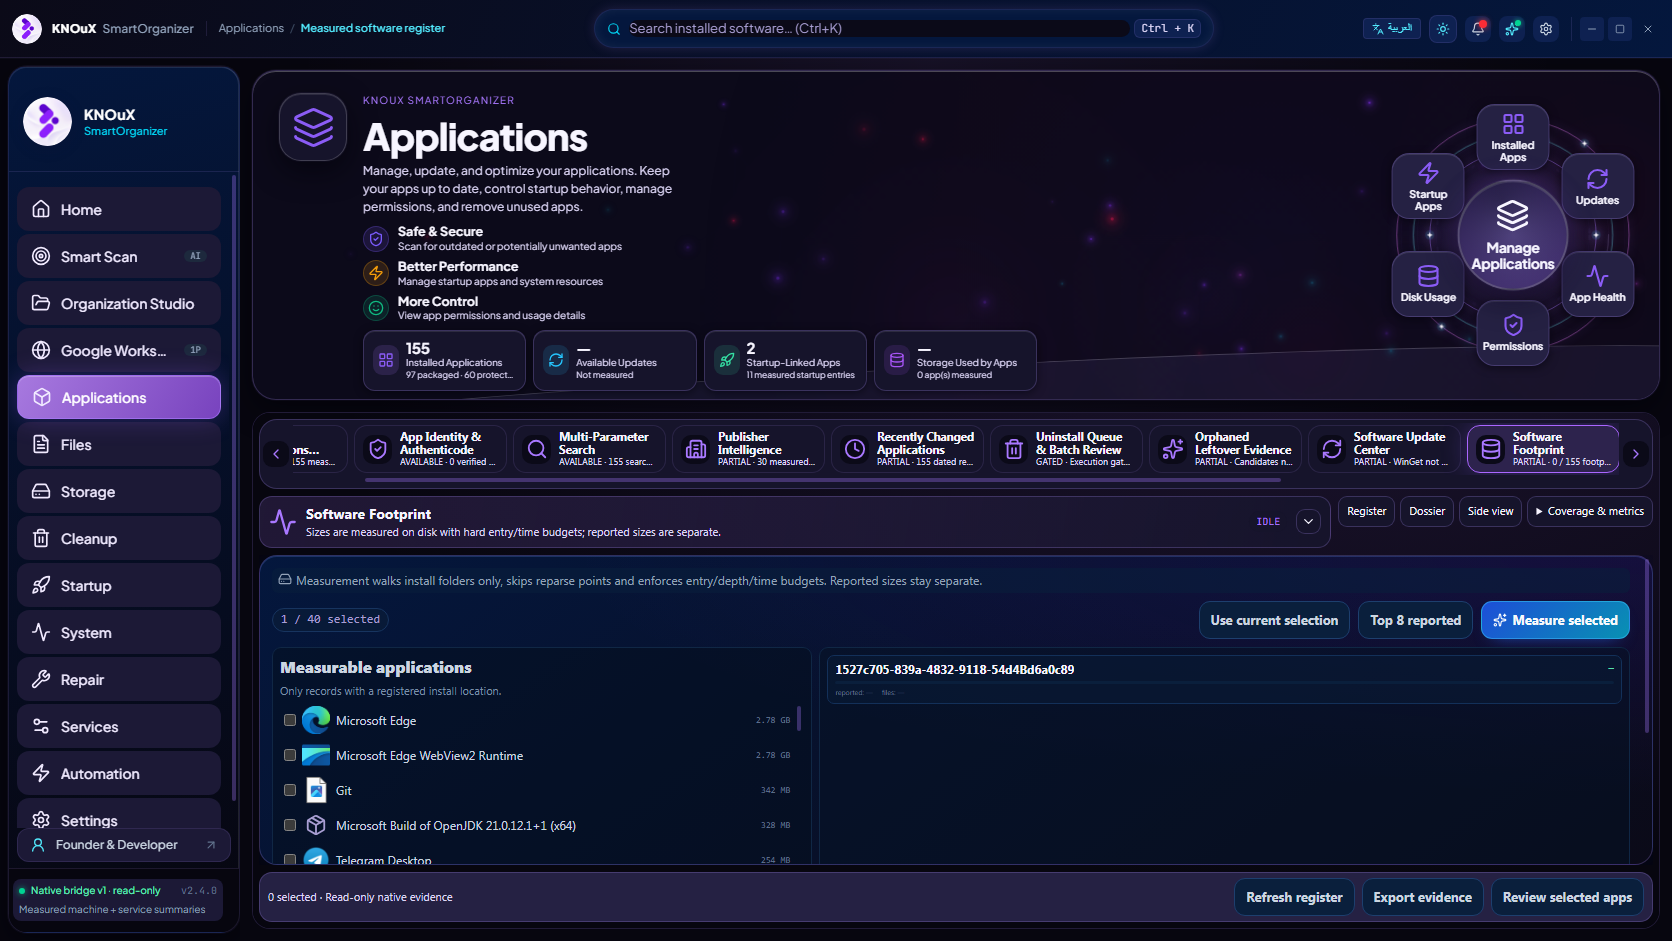 KNOuX SmartOrganizer
Applications / Measured software register
Search installed software... (Ctrl+K)
Ctrl + K
العربية
KNOuX
SmartOrganizer
Home
Smart Scan AI
Organization Studio
Google Works... 1P
Applications
Files
Storage
Cleanup
Startup
System
Repair
Services
Automation
Settings
Founder & Developer
Native bridge v1 · read-only v2.4.0
Measured machine + service summaries
KNOUX SMARTORGANIZER
Applications
Manage, update, and optimize your applications. Keep
your apps up to date, control startup behavior, manage
permissions, and remove unused apps.
Safe & Secure
Scan for outdated or potentially unwanted apps
Better Performance
Manage startup apps and system resources
More Control
View app permissions and usage details
155
Installed Applications
97 packaged · 60 protect...
—
Available Updates
Not measured
2
Startup-Linked Apps
11 measured startup entries
—
Storage Used by Apps
0 app(s) measured
Installed
Apps
Startup
Apps
Updates
Manage
Applications
Disk Usage
App Health
Permissions
ons...
155 meas...
App Identity &
Authenticode
AVAILABLE · 0 verified ...
Multi-Parameter
Search
AVAILABLE · 155 searc...
Publisher
Intelligence
PARTIAL · 30 measured...
Recently Changed
Applications
PARTIAL · 155 dated re...
Uninstall Queue
& Batch Review
GATED · Execution gat...
Orphaned
Leftover Evidence
PARTIAL · Candidates n...
Software Update
Center
PARTIAL · WinGet not ...
Software
Footprint
PARTIAL · 0 / 155 footp...
Software Footprint
Sizes are measured on disk with hard entry/time budgets; reported sizes are separate.
IDLE
Register
Dossier
Side view
Coverage & metrics
Measurement walks install folders only, skips reparse points and enforces entry/depth/time budgets. Reported sizes stay separate.
1 / 40 selected
Use current selection
Top 8 reported
Measure selected
Measurable applications
Only records with a registered install location.
Microsoft Edge 2.78 GB
Microsoft Edge WebView2 Runtime 2.78 GB
Git 342 MB
Microsoft Build of OpenJDK 21.0.12.1+1 (x64) 328 MB
Telegram Desktop 254 MB
1527c705-839a-4832-9118-54d4Bd6a0c89 —
reported: — files: —
0 selected · Read-only native evidence
Refresh register
Export evidence
Review selected apps